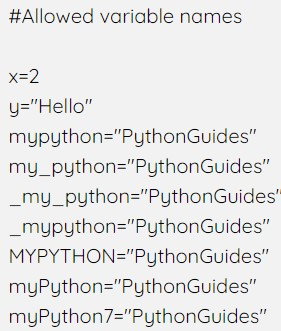 #Allowed variable names
x=2
y="Hello"
mypython="PythonGuides"
my_python="PythonGuides"
_my_python="PythonGuides"
_mypython="PythonGuides"
MYPYTHON="PythonGuides"
myPython="PythonGuides"
myPython7="PythonGuides"